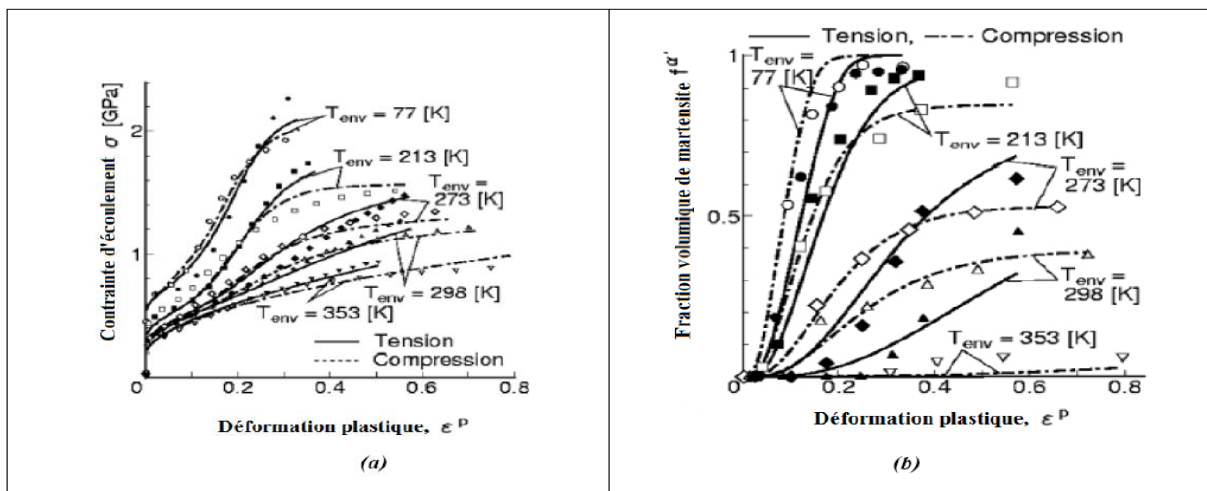 Contrainte d'écoulement σ [GPa]
2
1
0
0.2
0.4
0.6
0.8
T_env = 77 [K]
T_env = 213 [K]
T_env =
273 [K]
T_env = 298 [K]
T_env = 353 [K]
Tension
Compression
Déformation plastique, ε^p
(a)
Tension, Compression
Fraction volumique de martensite f^α'
1
0.5
0
0.2
0.4
0.6
0.8
T_env =
77 [K]
T_env = 213 [K]
T_env =
273 [K]
T_env =
298 [K]
T_env = 353 [K]
Déformation plastique, ε^p
(b)